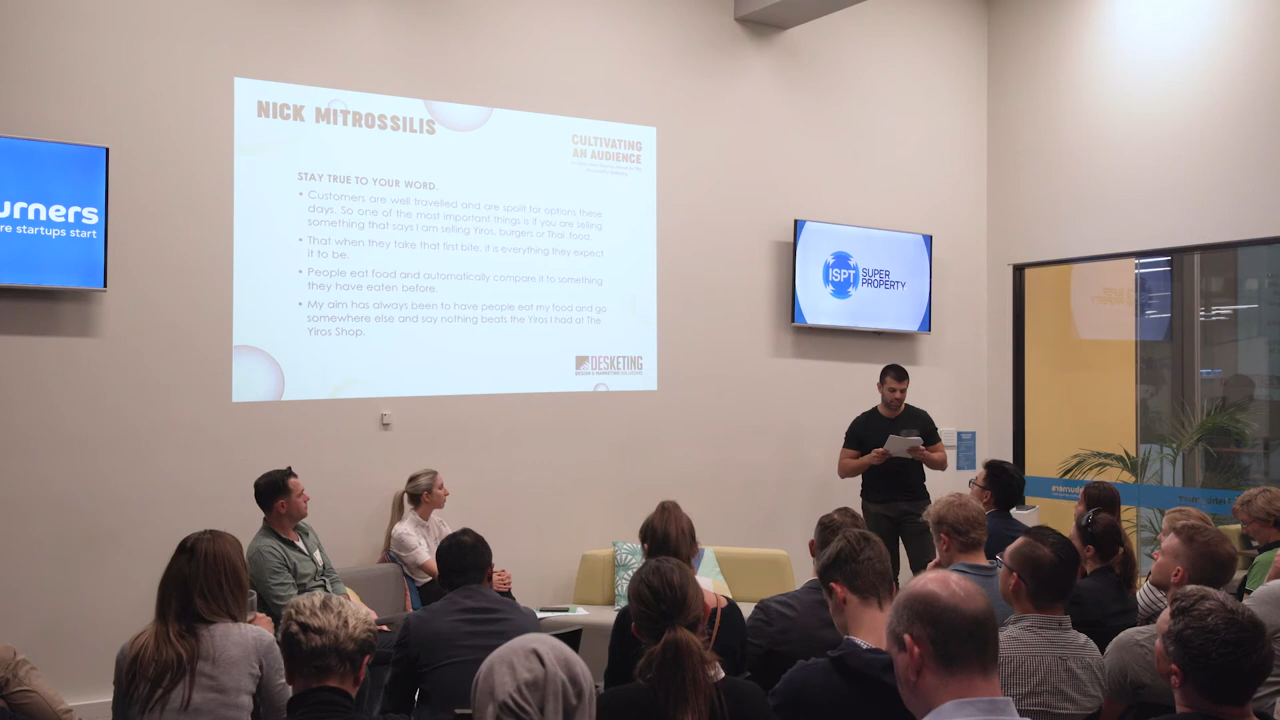 urners
re startups start
NICK MITROSSILIS
CULTIVATING
AN AUDIENCE
STAY TRUE TO YOUR WORD.
• Customers are well travelled and are spoilt for options these
days. So one of the most important things is if you are selling
something that says I am selling Yiros, burgers or Thai food.
• That when they take that first bite, it is everything they expect
it to be.
• People eat food and automatically compare it to something
they have eaten before.
• My aim has always been to have people eat my food and go
somewhere else and say nothing beats the Yiros I had at The
Yiros Shop.
DESKETING
DESIGN & MARKETING SOLUTIONS
ISPT
SUPER
PROPERTY